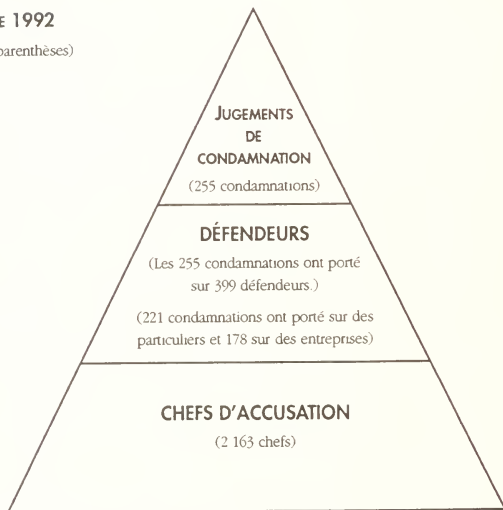 E 1992
parenthèses)
JUGEMENTS
DE
CONDAMNATION
(255 condamnations)
DÉFENDEURS
(Les 255 condamnations ont porté
sur 399 défendeurs.)
(221 condamnations ont porté sur des
particuliers et 178 sur des entreprises)
CHEFS D'ACCUSATION
(2 163 chefs)